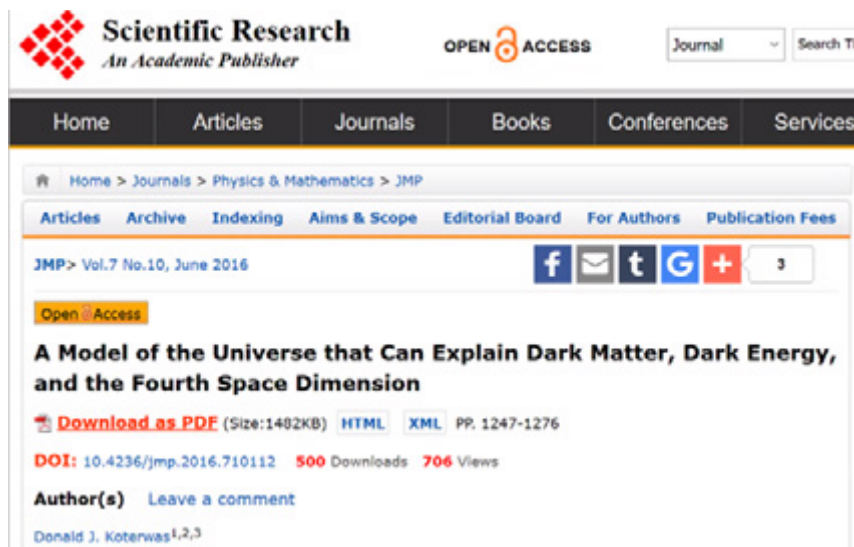 Scientific Research
An Academic Publisher
OPEN ACCESS
Journal
Search
Home Articles Journals Books Conferences Services
Home > Journals > Physics & Mathematics > JMP
Articles Archive Indexing Aims & Scope Editorial Board For Authors Publication Fees
JMP> Vol.7 No.10, June 2016
f t G + 3
Open Access
A Model of the Universe that Can Explain Dark Matter, Dark Energy,
and the Fourth Space Dimension
Download as PDF (Size:1482KB) HTML XML PP. 1247-1276
DOI: 10.4236/jmp.2016.710112 500 Downloads 706 Views
Author(s) Leave a comment
Donald J. Koterwas1,2,3